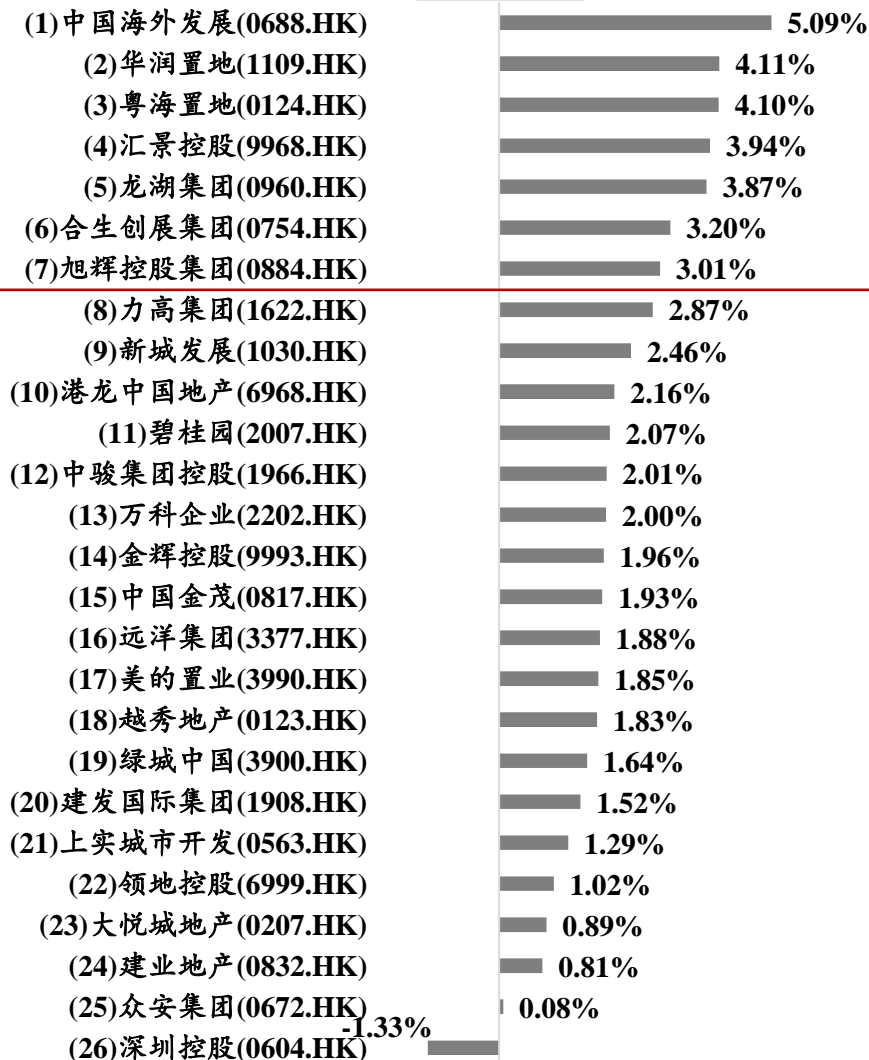 (1)中国海外发展(0688.HK) 5.09%
(2)华润置地(1109.HK) 4.11%
(3)粤海置地(0124.HK) 4.10%
(4)汇景控股(9968.HK) 3.94%
(5)龙湖集团(0960.HK) 3.87%
(6)合生创展集团(0754.HK) 3.20%
(7)旭辉控股集团(0884.HK) 3.01%
(8)力高集团(1622.HK) 2.87%
(9)新城发展(1030.HK) 2.46%
(10)港龙中国地产(6968.HK) 2.16%
(11)碧桂园(2007.HK) 2.07%
(12)中骏集团控股(1966.HK) 2.01%
(13)万科企业(2202.HK) 2.00%
(14)金辉控股(9993.HK) 1.96%
(15)中国金茂(0817.HK) 1.93%
(16)远洋集团(3377.HK) 1.88%
(17)美的置业(3990.HK) 1.85%
(18)越秀地产(0123.HK) 1.83%
(19)绿城中国(3900.HK) 1.64%
(20)建发国际集团(1908.HK) 1.52%
(21)上实城市开发(0563.HK) 1.29%
(22)领地控股(6999.HK) 1.02%
(23)大悦城地产(0207.HK) 0.89%
(24)建业地产(0832.HK) 0.81%
(25)众安集团(0672.HK) 0.08%
(26)深圳控股(0604.HK) -1.33%